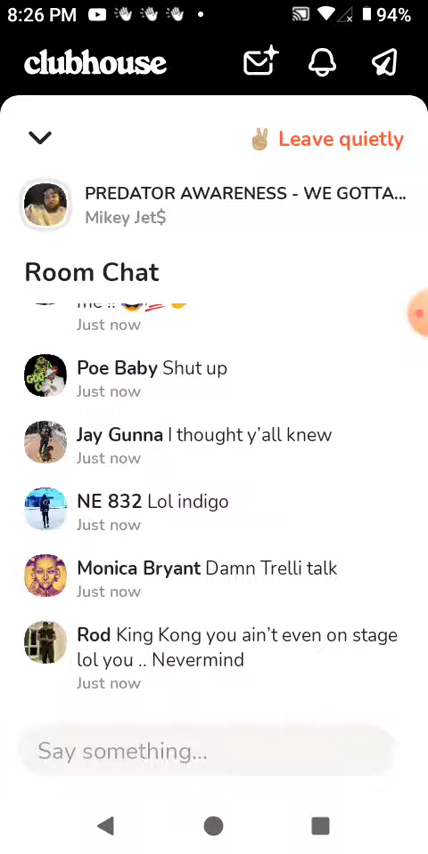 8:26 PM
94%
clubhouse
✌🏽 Leave quietly
PREDATOR AWARENESS - WE GOTTA...
Mikey Jet$
Room Chat
Just now
Poe Baby Shut up
Just now
Jay Gunna I thought y'all knew
Just now
NE 832 Lol indigo
Just now
Monica Bryant Damn Trelli talk
Just now
Rod King Kong you ain't even on stage
lol you .. Nevermind
Just now
Say something...